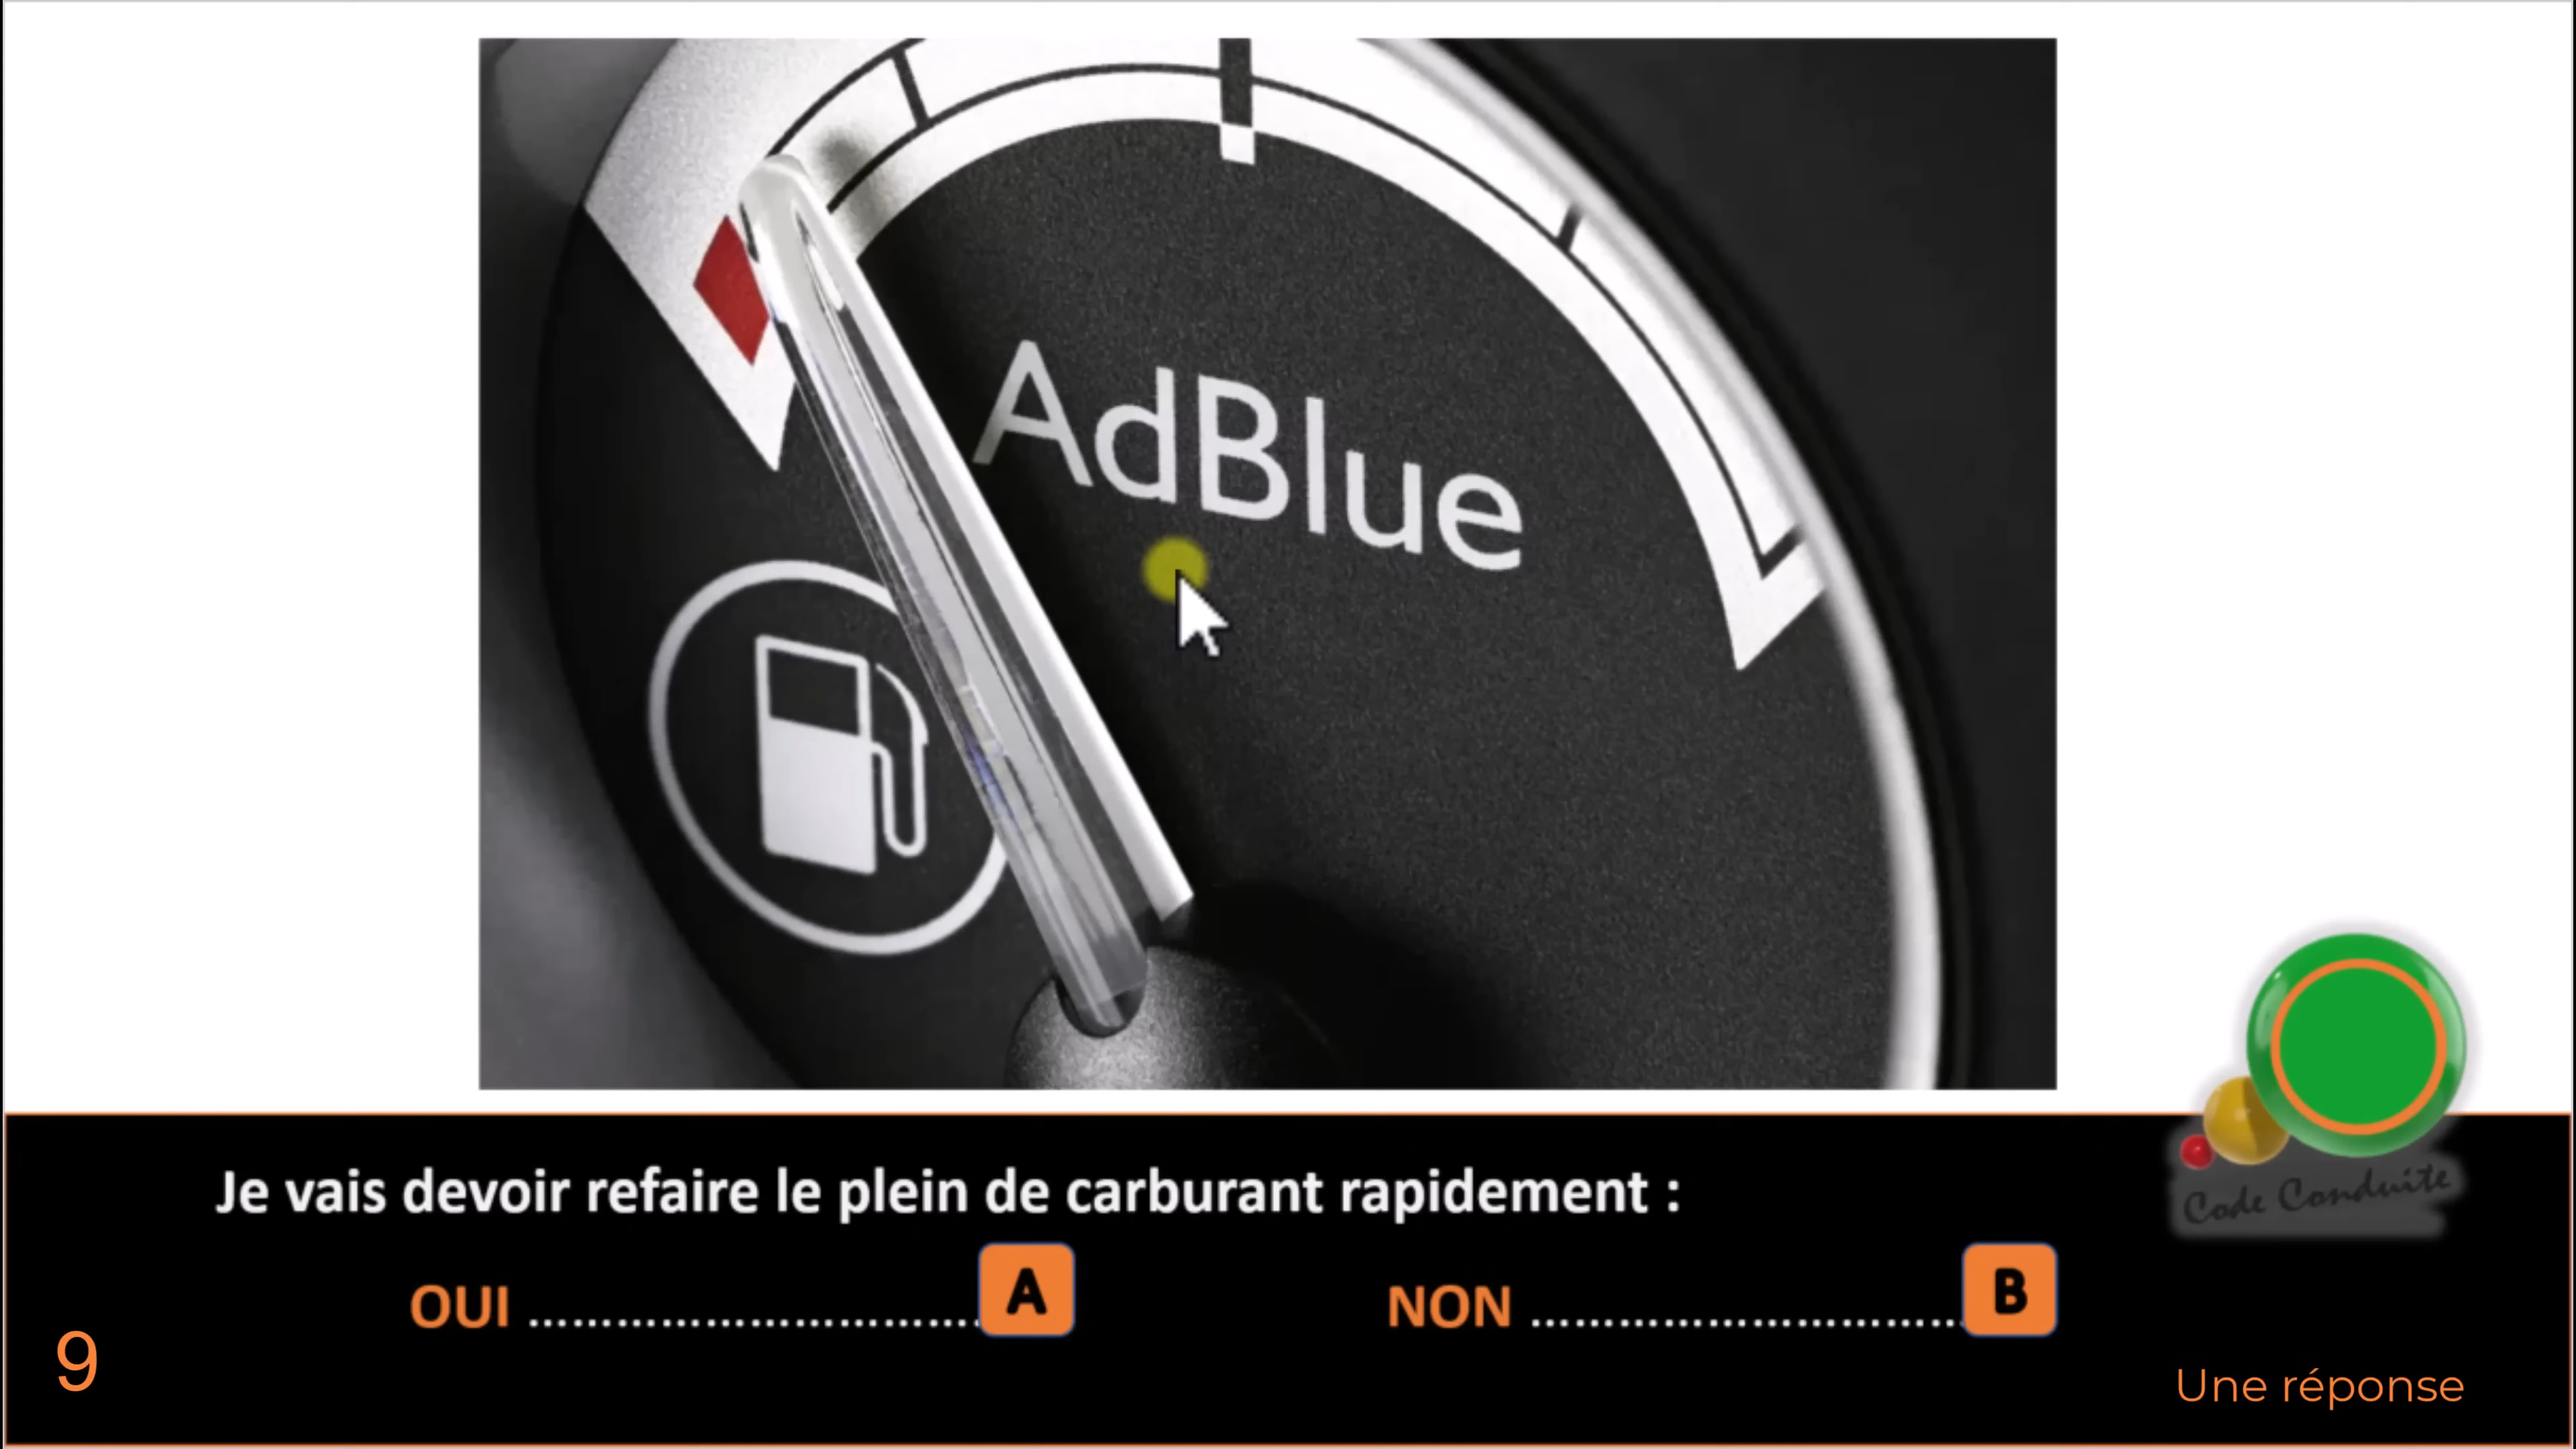 AdBlue
Code Conduite
Je vais devoir refaire le plein de carburant rapidement :
OUI ................................ A
NON ................................ B
9
Une réponse